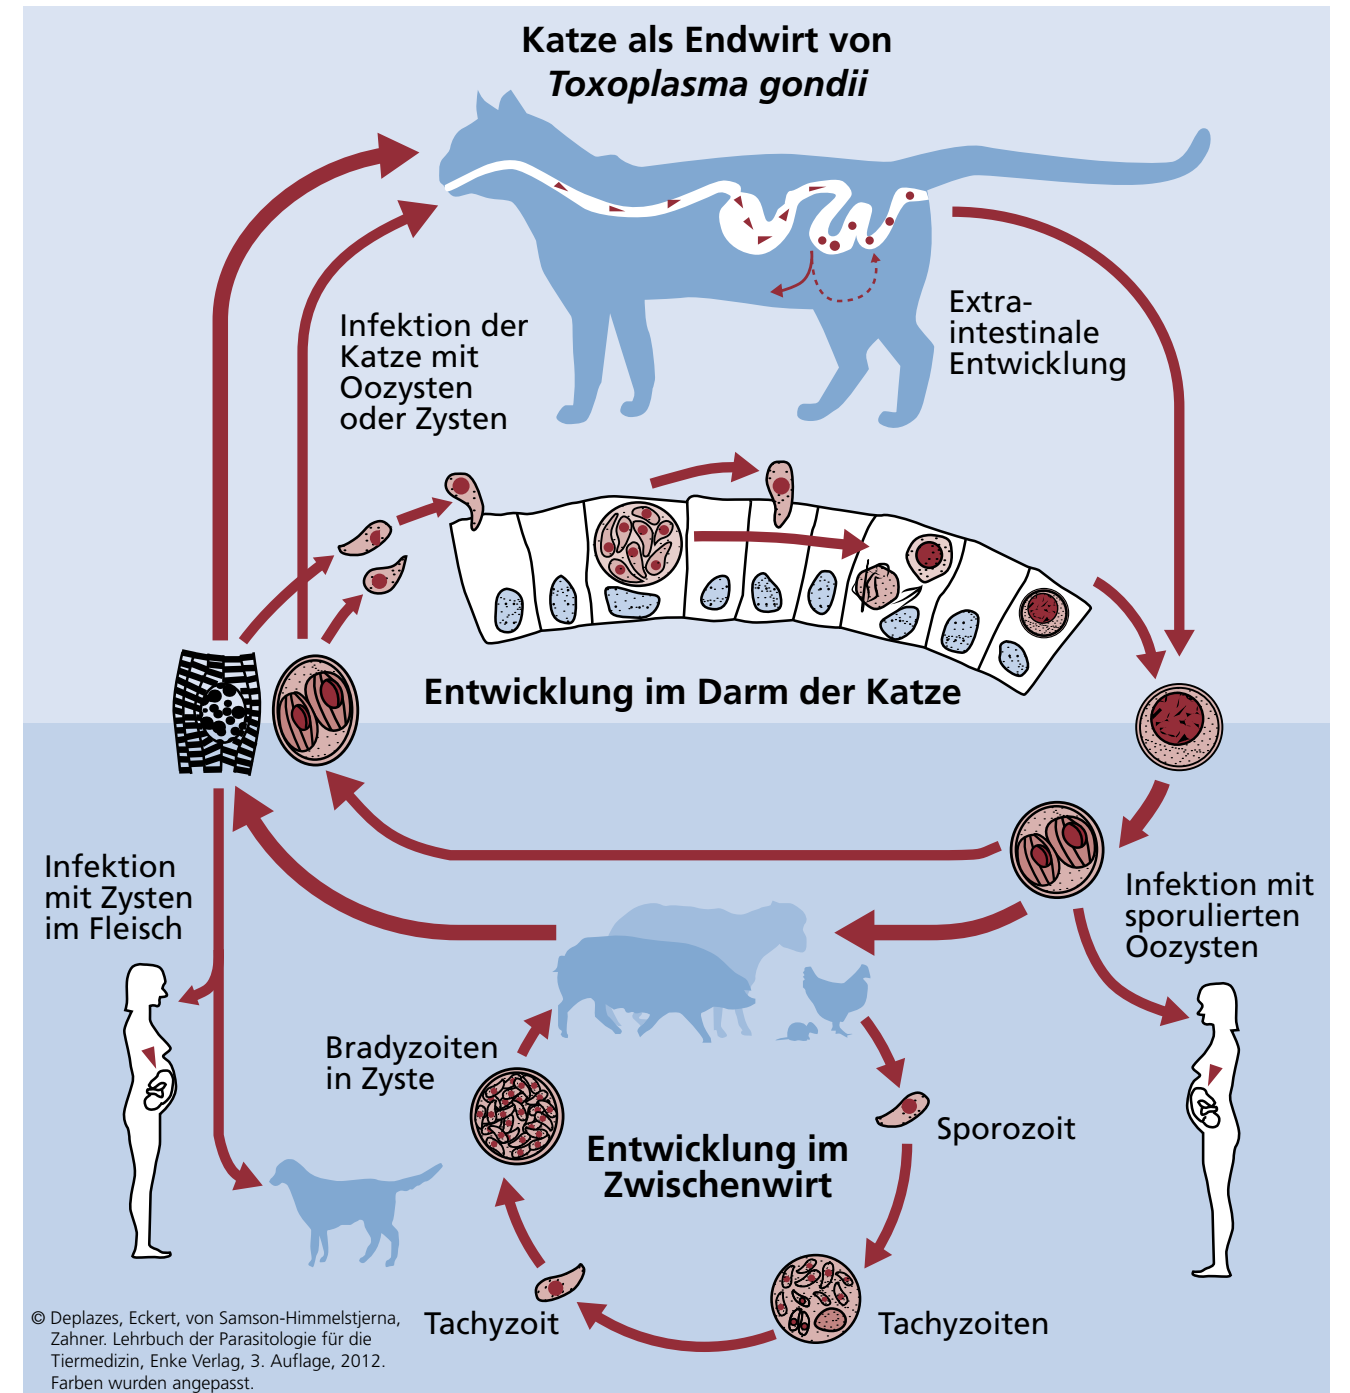 Katze als Endwirt von
Toxoplasma gondii
Extra-
intestinale
Entwicklung
Infektion der
Katze mit
Oozysten
oder Zysten
Entwicklung im Darm der Katze
Infektion
mit Zysten
im Fleisch
Infektion mit
sporulierten
Oozysten
Bradyzoiten
in Zyste
Sporozoit
Entwicklung im
Zwischenwirt
Tachyzoit
Tachyzoiten
© Deplazes, Eckert, von Samson-Himmelstjerna,
Zahner. Lehrbuch der Parasitologie für die
Tiermedizin, Enke Verlag, 3. Auflage, 2012.
Farben wurden angepasst.